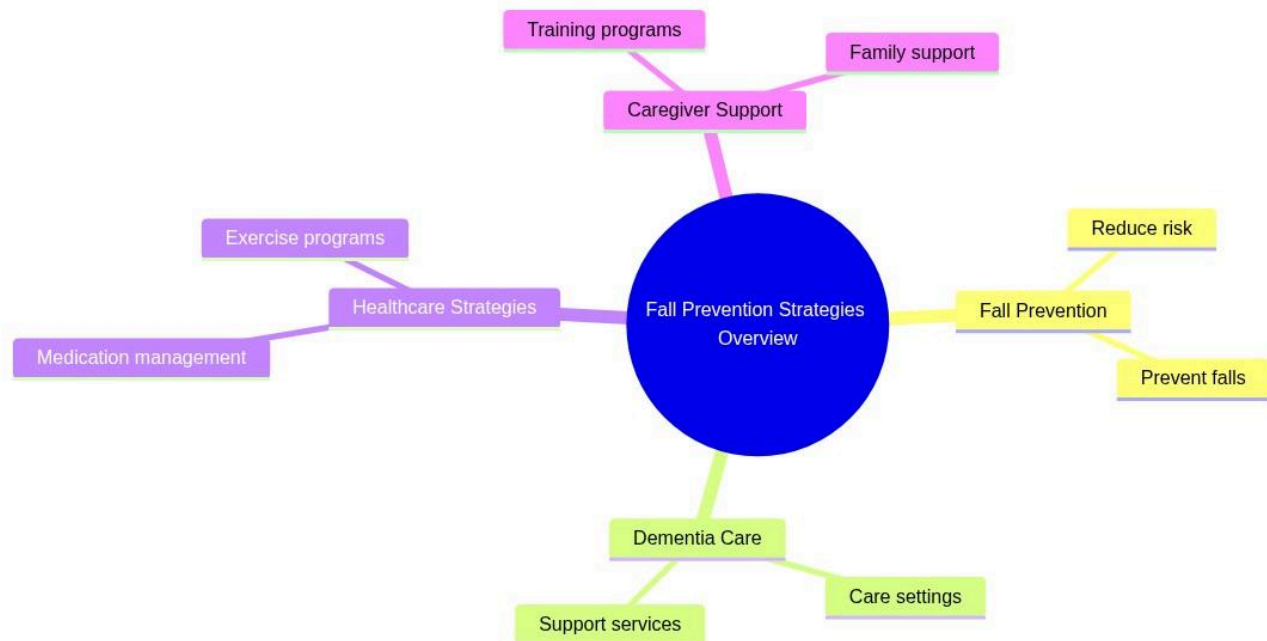 Training programs
Family support
Caregiver Support
Exercise programs
Reduce risk
Healthcare Strategies
Fall Prevention Strategies
Overview
Fall Prevention
Medication management
Prevent falls
Dementia Care
Care settings
Support services